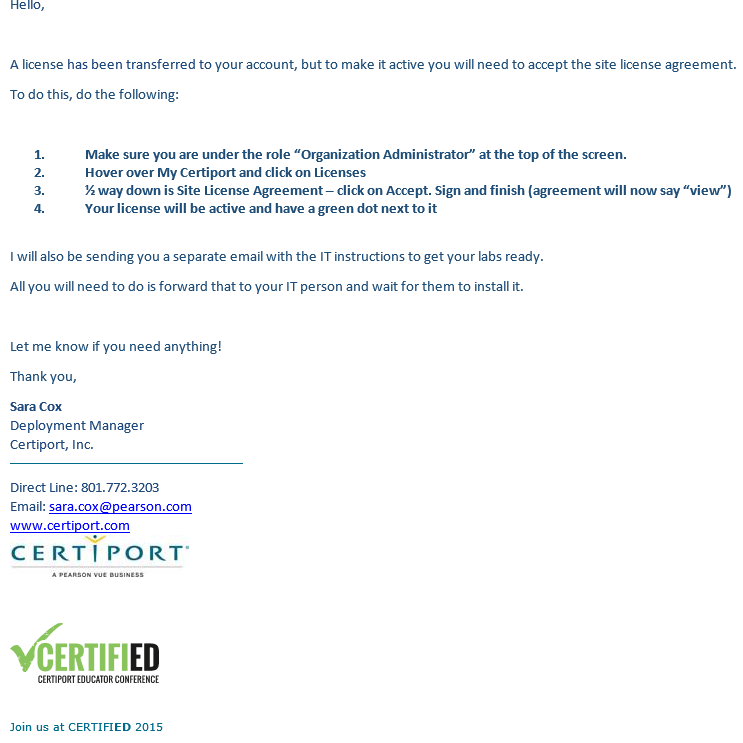 Hello,
A license has been transferred to your account, but to make it active you will need to accept the site license agreement.
To do this, do the following:
1. Make sure you are under the role “Organization Administrator” at the top of the screen.
2. Hover over My Certiport and click on Licenses
3. ½ way down is Site License Agreement – click on Accept. Sign and finish (agreement will now say “view”)
4. Your license will be active and have a green dot next to it
I will also be sending you a separate email with the IT instructions to get your labs ready.
All you will need to do is forward that to your IT person and wait for them to install it.
Let me know if you need anything!
Thank you,
Sara Cox
Deployment Manager
Certiport, Inc.
Direct Line: 801.772.3203
Email: sara.cox@pearson.com
www.certiport.com
CERTIPORT
A PEARSON VUE BUSINESS
CERTIFIED
CERTIPORT EDUCATOR CONFERENCE
Join us at CERTIFIED 2015